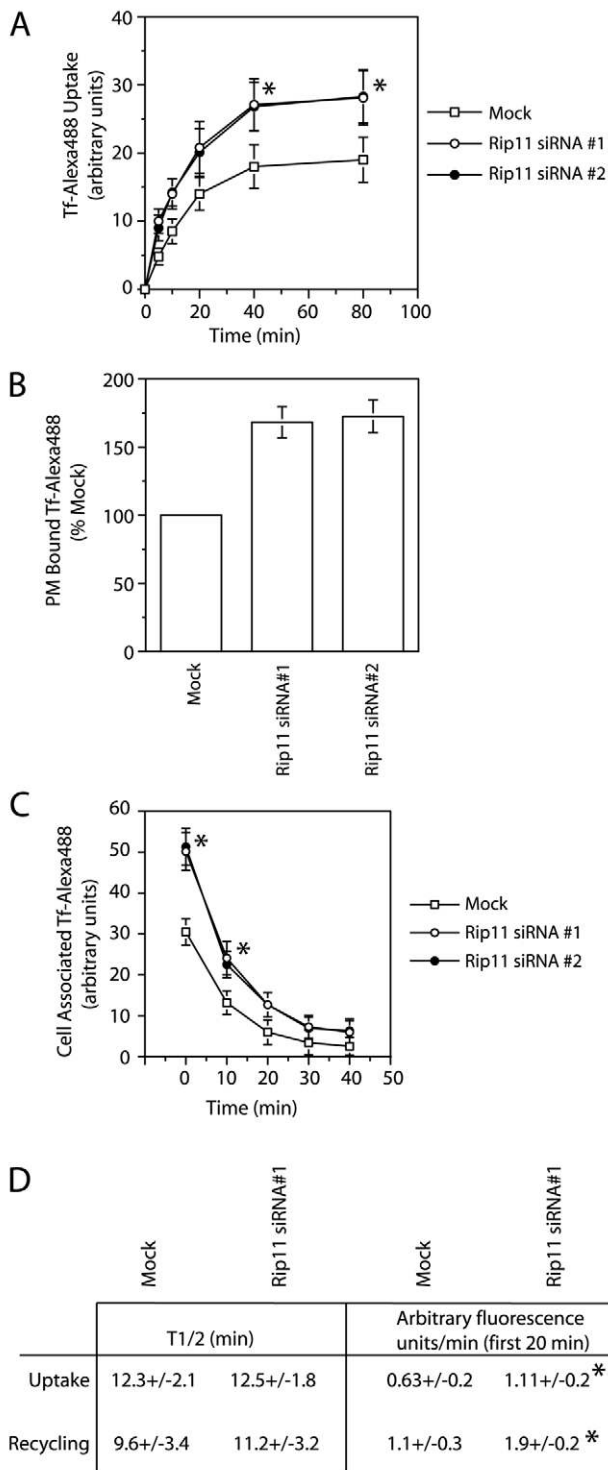 A
40
30
20
10
0
Tf-Alexa488 Uptake
(arbitrary units)
*
*
0 20 40 60 80 100
Time (min)
Mock
Rip11 siRNA #1
Rip11 siRNA #2
B
200
150
100
75
50
25
0
PM Bound Tf-Alexa488
(% Mock)
Mock
Rip11 siRNA#1
Rip11 siRNA#2
C
60
50
40
30
20
10
0
Cell Associated Tf-Alexa488
(arbitrary units)
*
*
0 10 20 30 40 50
Time (min)
Mock
Rip11 siRNA #1
Rip11 siRNA #2
D
Mock
Rip11 siRNA#1
Mock
Rip11 siRNA#1
T1/2 (min)
Arbitrary fluorescence
units/min (first 20 min)
Uptake 12.3+/-2.1 12.5+/-1.8 0.63+/-0.2 1.11+/-0.2 *
Recycling 9.6+/-3.4 11.2+/-3.2 1.1+/-0.3 1.9+/-0.2 *